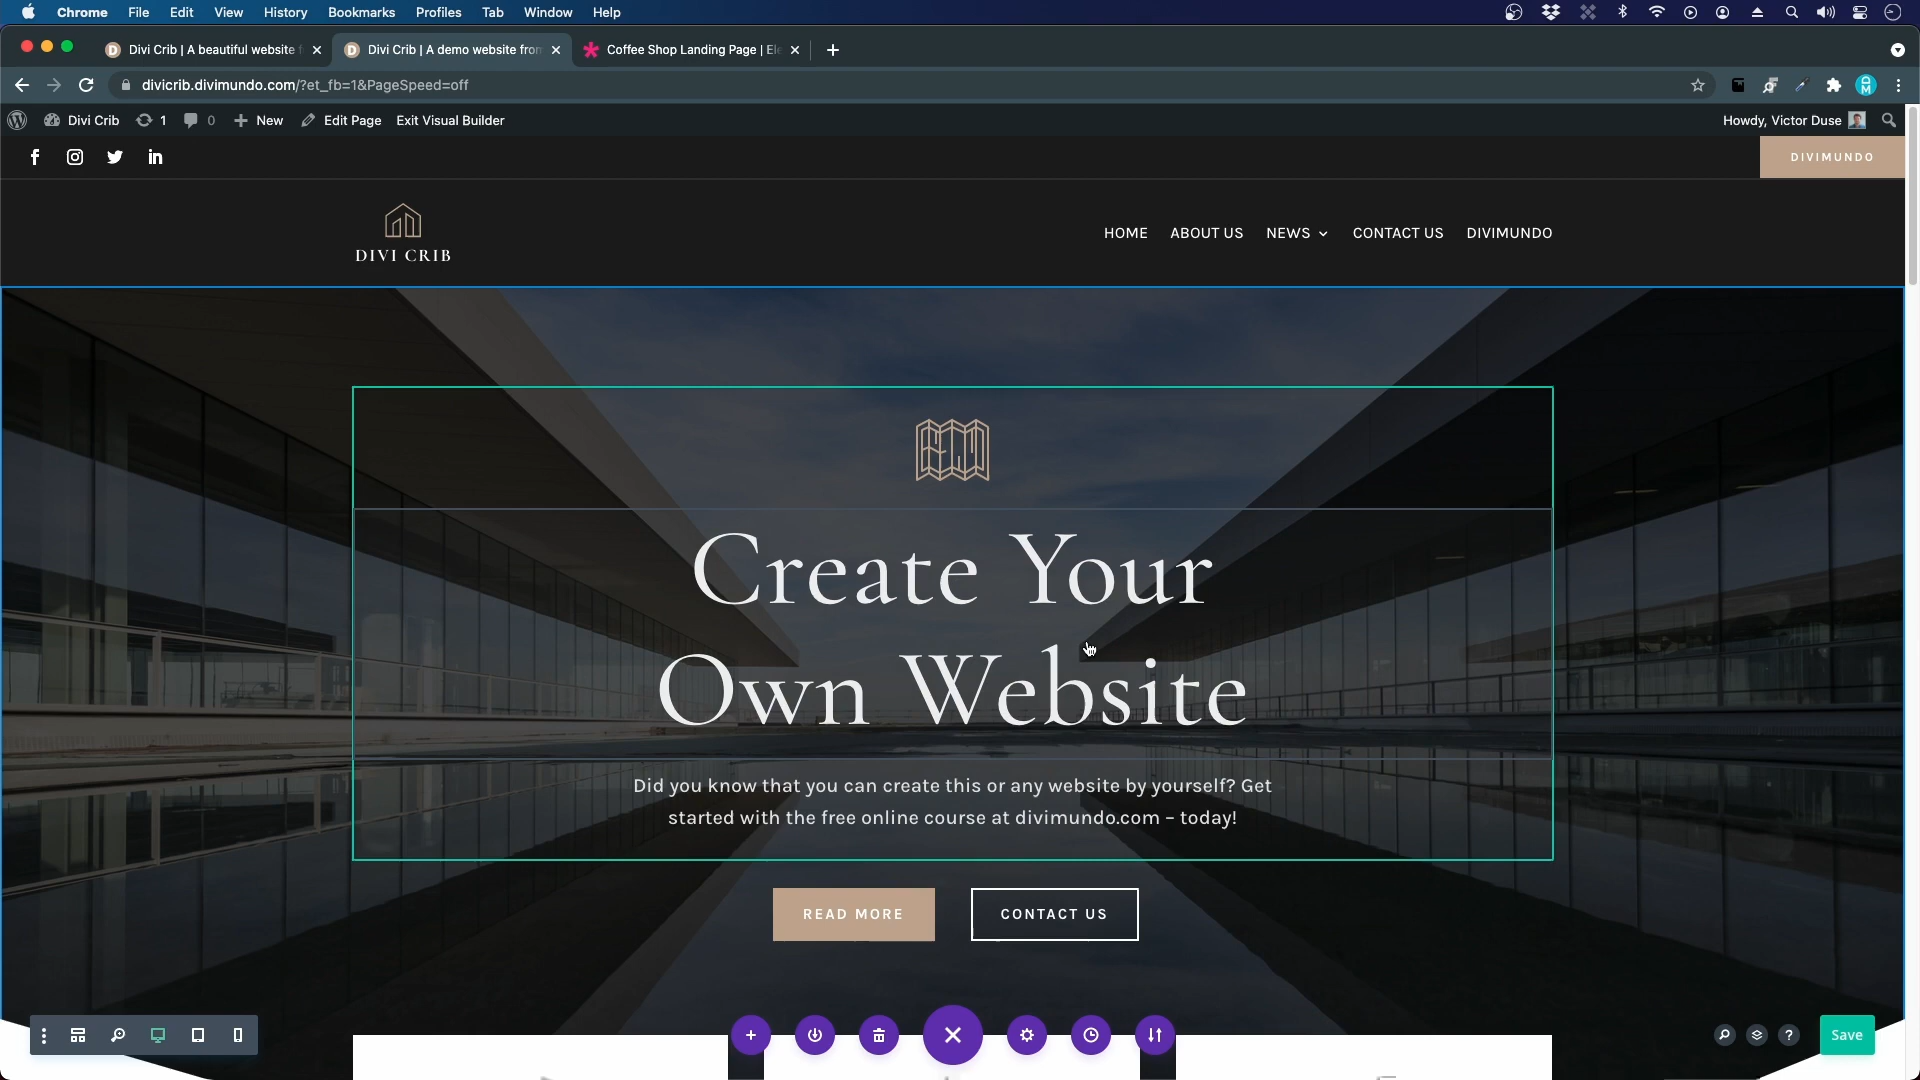 Chrome File Edit View History Bookmarks Profiles Tab Window Help
Divi Crib | A beautiful website
Divi Crib | A demo website from
Coffee Shop Landing Page | Ele
divicrib.divimundo.com/?et_fb=1&PageSpeed=off
DM
Divi Crib 1 0 New Edit Page Exit Visual Builder
Howdy, Victor Duse
DIVIMUNDO
DIVI CRIB
HOME ABOUT US NEWS CONTACT US DIVIMUNDO
Create Your
Own Website
Did you know that you can create this or any website by yourself? Get
started with the free online course at divimundo.com – today!
READ MORE
CONTACT US
Save